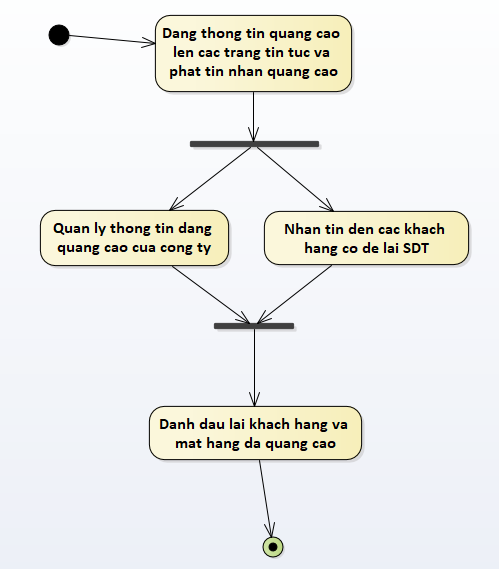 Dang thong tin quang cao
len cac trang tin tuc va
phat tin nhan quang cao
Quan ly thong tin dang
quang cao cua cong ty
Nhan tin den cac khach
hang co de lai SDT
Danh dau lai khach hang va
mat hang da quang cao